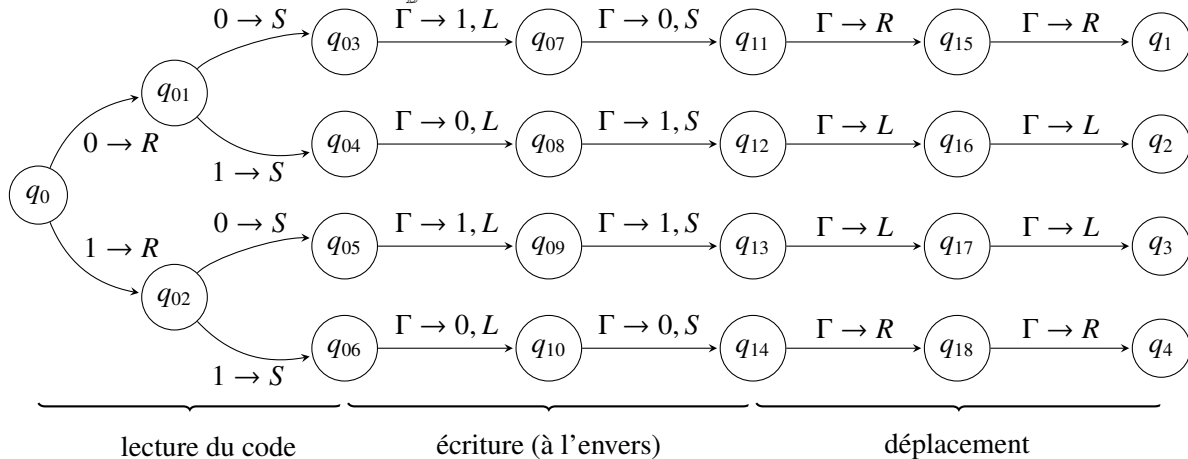 0 → S
Γ → 1, L
Γ → 0, S
Γ → R
Γ → R
q03
q07
q11
q15
q1
q01
0 → R
1 → S
Γ → 0, L
Γ → 1, S
Γ → L
Γ → L
q04
q08
q12
q16
q2
q0
1 → R
0 → S
Γ → 1, L
Γ → 1, S
Γ → L
Γ → L
q05
q09
q13
q17
q3
q02
1 → S
Γ → 0, L
Γ → 0, S
Γ → R
Γ → R
q06
q10
q14
q18
q4
lecture du code
écriture (à l'envers)
déplacement